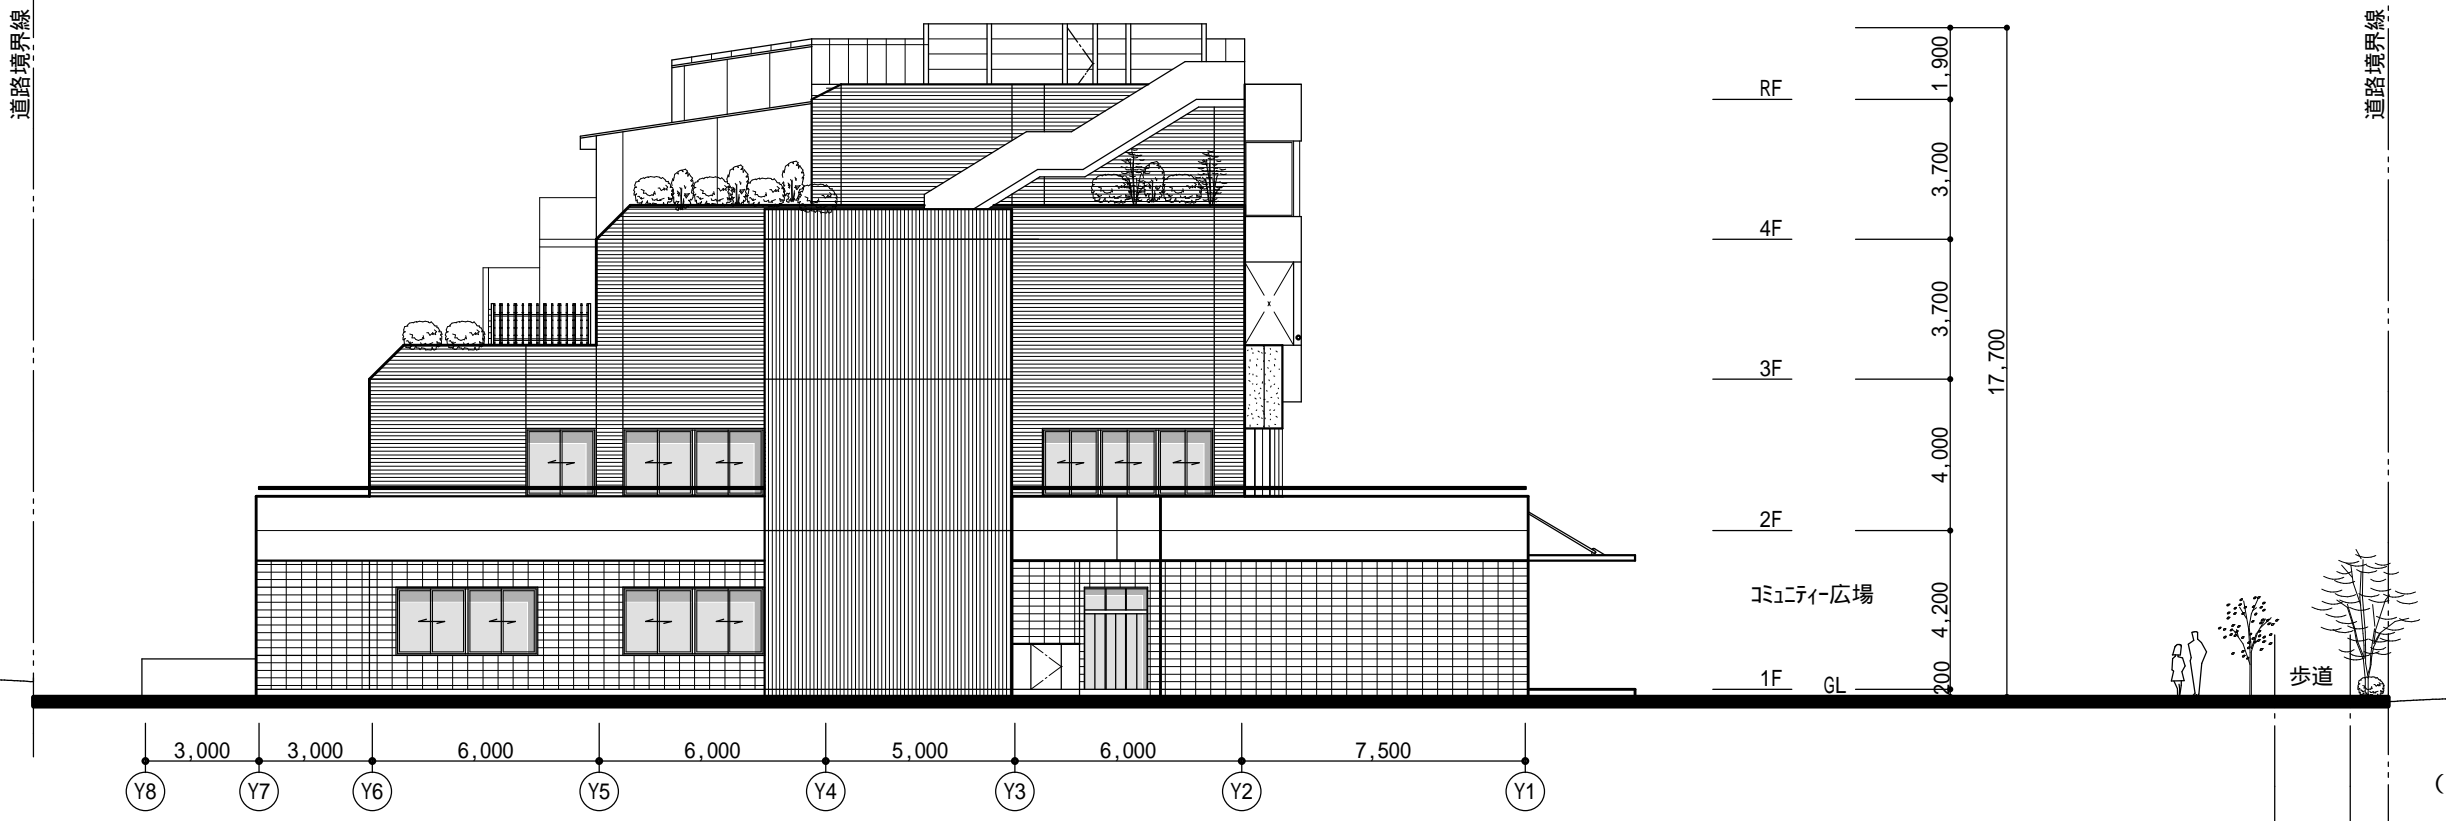 道路境界線
道路境界線
1,900
RF
3,700
4F
3,700
17,700
3F
4,000
2F
コミュニティー広場
4,200
1F
GL
200
歩道
3,000
3,000
6,000
6,000
5,000
6,000
7,500
Y8
Y7
Y6
Y5
Y4
Y3
Y2
Y1
(